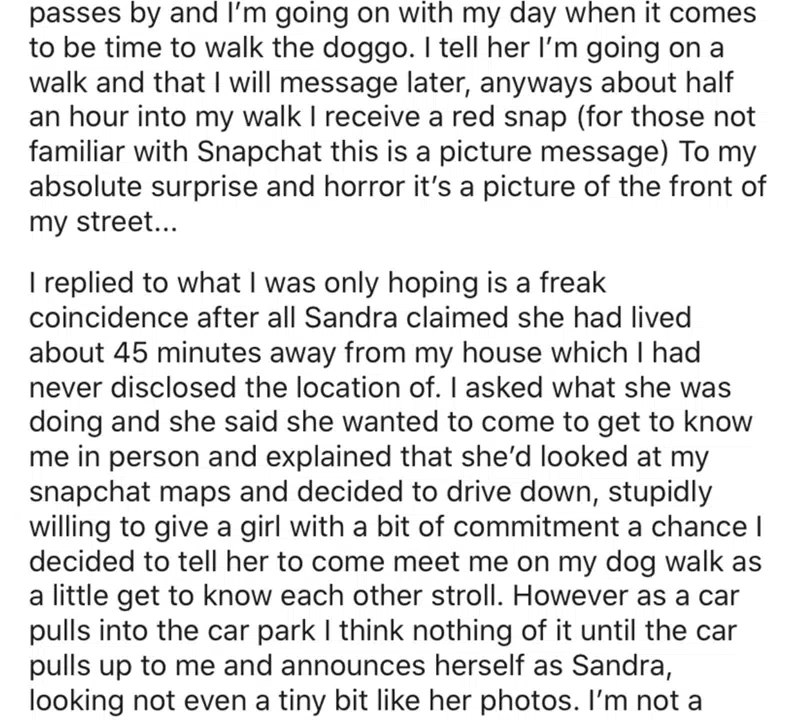 passes by and I'm going on with my day when it comes
to be time to walk the doggo. I tell her I'm going on a
walk and that I will message later, anyways about half
an hour into my walk I receive a red snap (for those not
familiar with Snapchat this is a picture message) To my
absolute surprise and horror it's a picture of the front of
my street...
I replied to what I was only hoping is a freak
coincidence after all Sandra claimed she had lived
about 45 minutes away from my house which I had
never disclosed the location of. I asked what she was
doing and she said she wanted to come to get to know
me in person and explained that she'd looked at my
snapchat maps and decided to drive down, stupidly
willing to give a girl with a bit of commitment a chance I
decided to tell her to come meet me on my dog walk as
a little get to know each other stroll. However as a car
pulls into the car park I think nothing of it until the car
pulls up to me and announces herself as Sandra,
looking not even a tiny bit like her photos. I'm not a